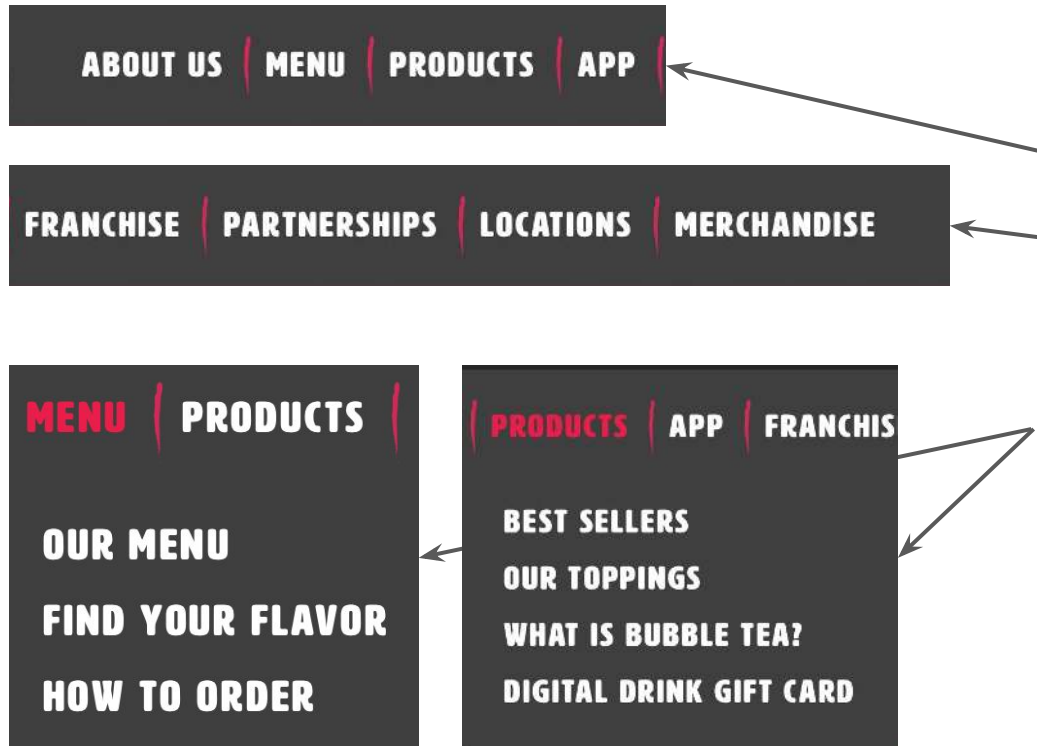 ABOUT US MENU PRODUCTS APP
FRANCHISE PARTNERSHIPS LOCATIONS MERCHANDISE
MENU PRODUCTS
OUR MENU
FIND YOUR FLAVOR
HOW TO ORDER
PRODUCTS APP FRANCHIS
BEST SELLERS
OUR TOPPINGS
WHAT IS BUBBLE TEA?
DIGITAL DRINK GIFT CARD